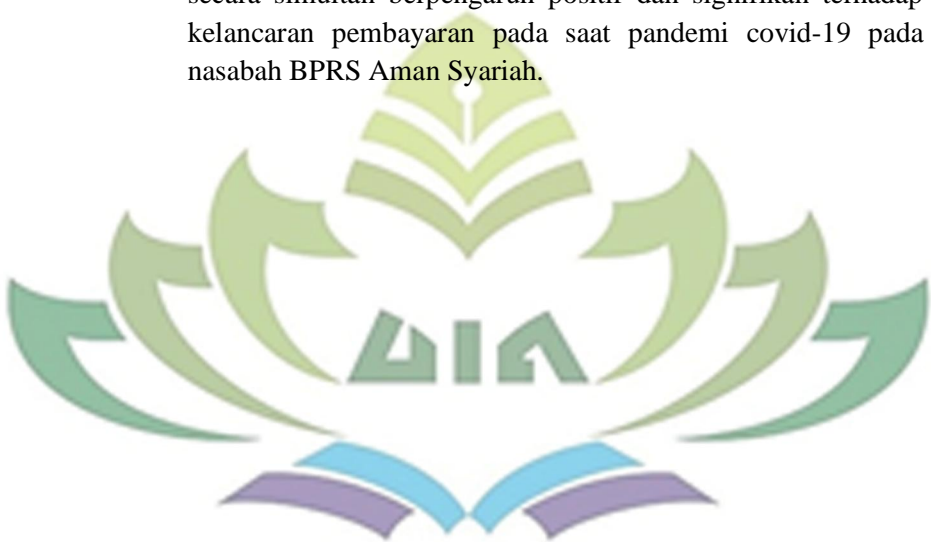 secara simultan berpengaruh positif dan signifikan terhadap
kelancaran pembayaran pada saat pandemi covid-19 pada
nasabah BPRS Aman Syariah.
UIN